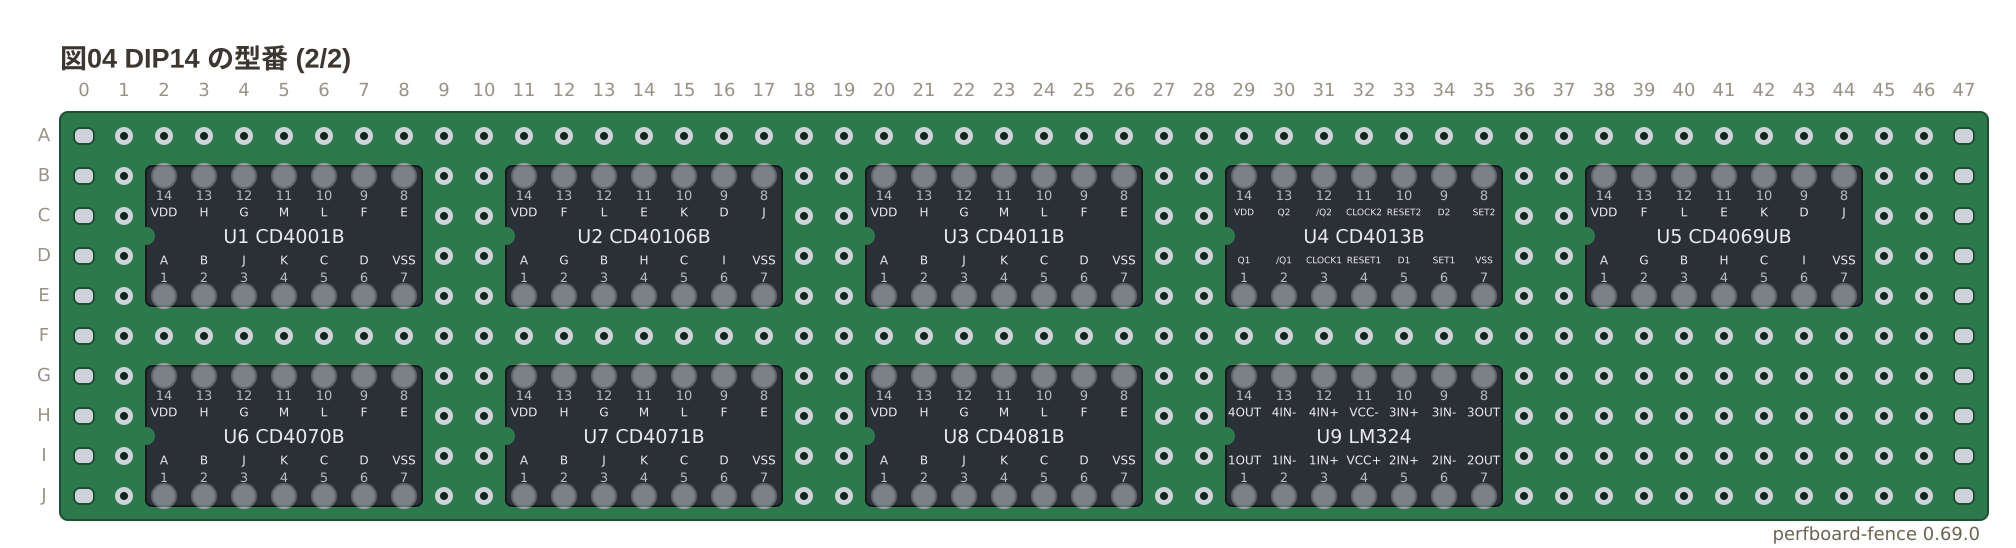 図04 DIP14 の型番 (2/2)
0 1 2 3 4 5 6 7 8 9 10 11 12 13 14 15 16 17 18 19 20 21 22 23 24 25 26 27 28 29 30 31 32 33 34 35 36 37 38 39 40 41 42 43 44 45 46 47
A
B
14 13 12 11 10 9 8 14 13 12 11 10 9 8 14 13 12 11 10 9 8 14 13 12 11 10 9 8 14 13 12 11 10 9 8
C VDD H G M L F E VDD F L E K D J VDD H G M L F E VDD Q2 /Q2 CLOCK2 RESET2 D2 SET2 VDD F L E K D J
U1 CD4001B U2 CD40106B U3 CD4011B U4 CD4013B U5 CD4069UB
D A B J K C D VSS A G B H C I VSS A B J K C D VSS Q1 /Q1 CLOCK1 RESET1 D1 SET1 VSS A G B H C I VSS
1 2 3 4 5 6 7 1 2 3 4 5 6 7 1 2 3 4 5 6 7 1 2 3 4 5 6 7 1 2 3 4 5 6 7
E
F
G
14 13 12 11 10 9 8 14 13 12 11 10 9 8 14 13 12 11 10 9 8 14 13 12 11 10 9 8
H VDD H G M L F E VDD H G M L F E VDD H G M L F E 4OUT 4IN- 4IN+ VCC- 3IN+ 3IN- 3OUT
U6 CD4070B U7 CD4071B U8 CD4081B U9 LM324
I A B J K C D VSS A B J K C D VSS A B J K C D VSS 1OUT 1IN- 1IN+ VCC+ 2IN+ 2IN- 2OUT
1 2 3 4 5 6 7 1 2 3 4 5 6 7 1 2 3 4 5 6 7 1 2 3 4 5 6 7
J
perfboard-fence 0.69.0